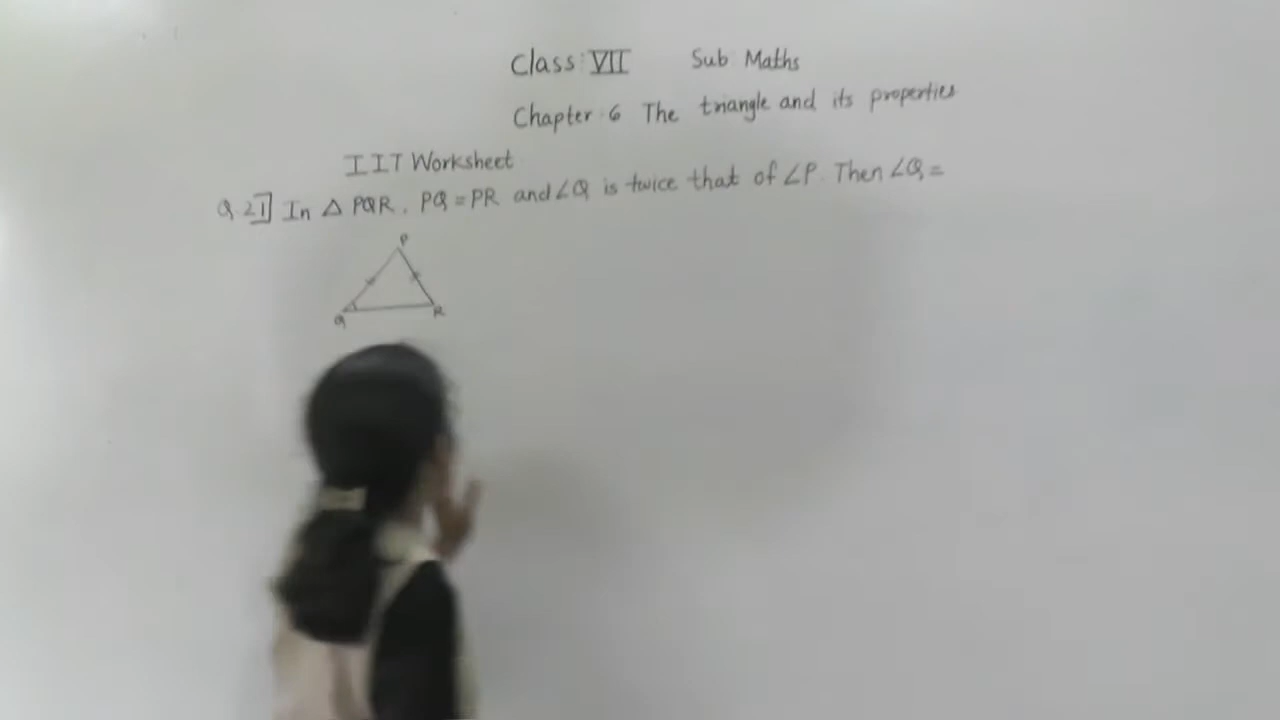 Class VII Sub Maths
Chapter 6 The triangle and its properties
IIT Worksheet
Q 21] In △ PQR, PQ = PR and ∠Q is twice that of ∠P. Then ∠Q =
P
Q R